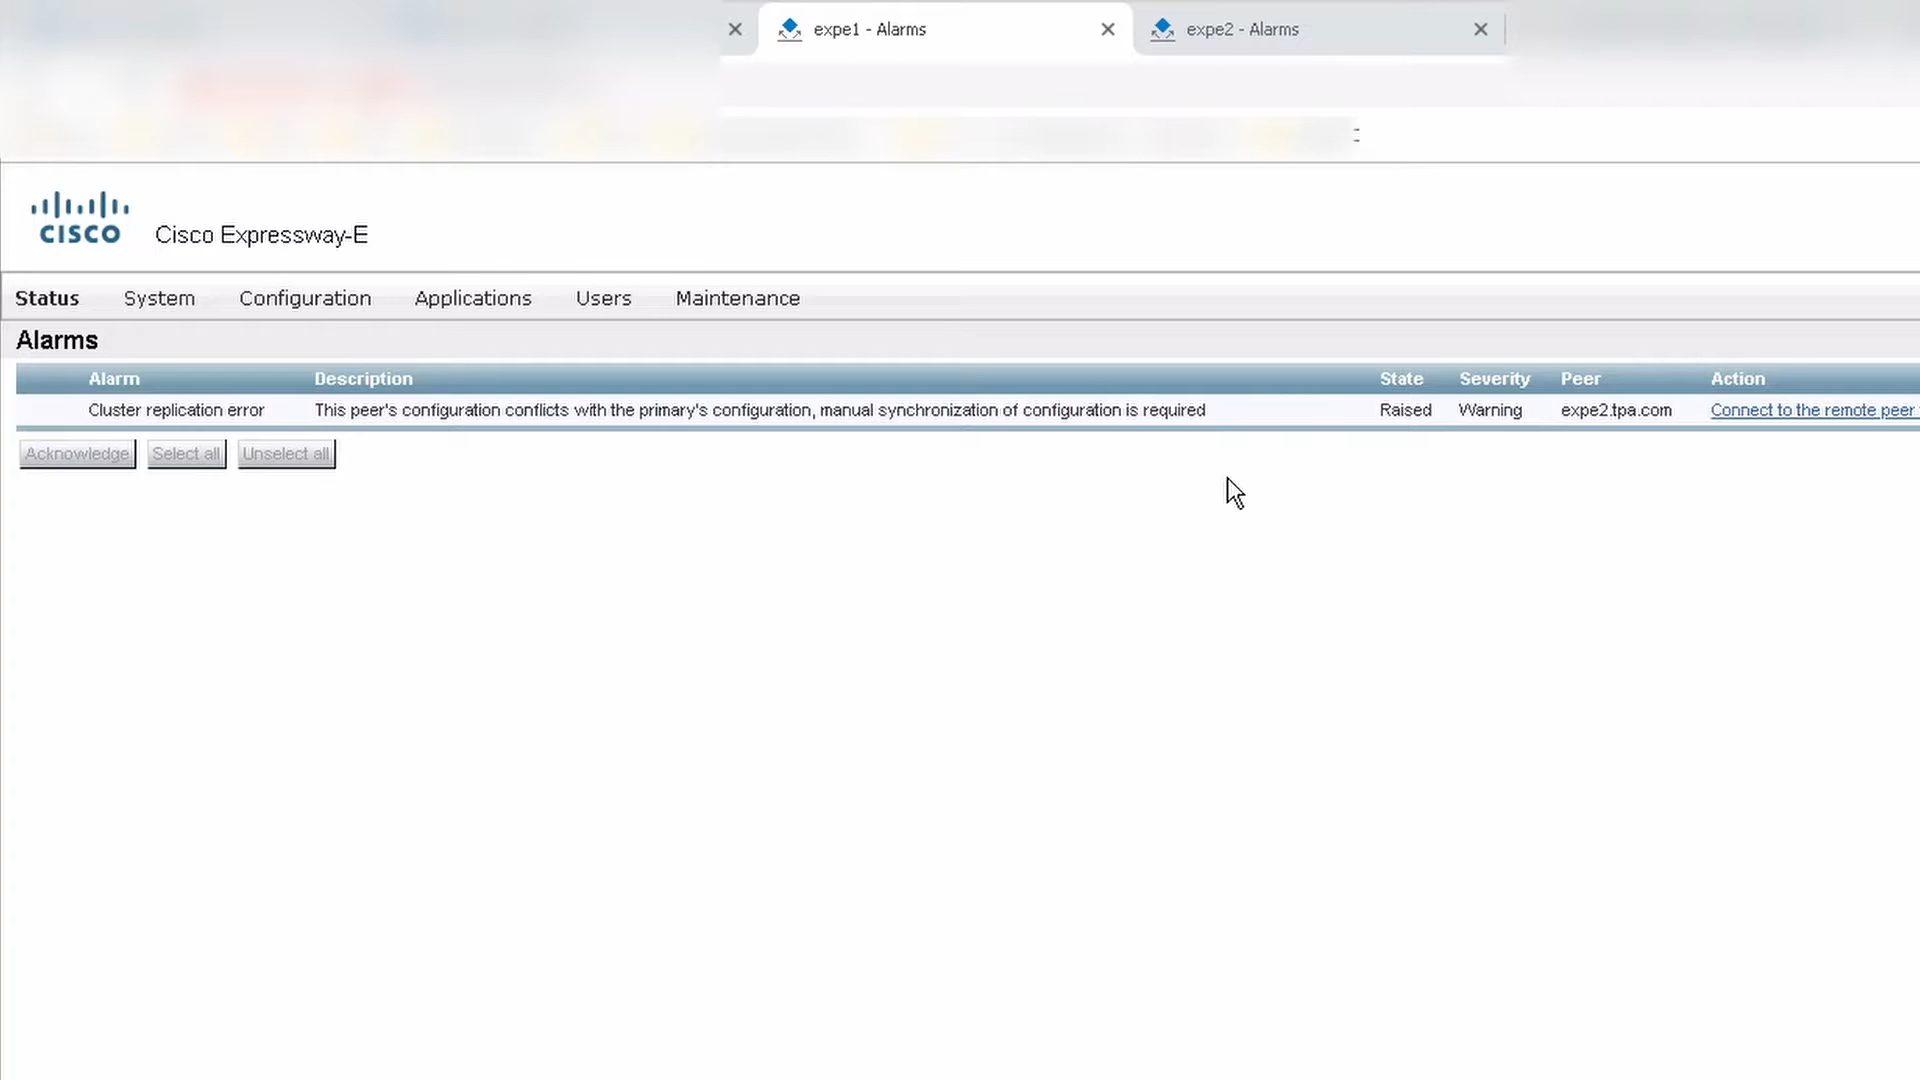 expe1 - Alarms
expe2 - Alarms
CISCO
Cisco Expressway-E
Status System Configuration Applications Users Maintenance
Alarms
Alarm Description State Severity Peer Action
Cluster replication error This peer's configuration conflicts with the primary's configuration, manual synchronization of configuration is required Raised Warning expe2.tpa.com Connect to the remote peer
Acknowledge Select all Unselect all